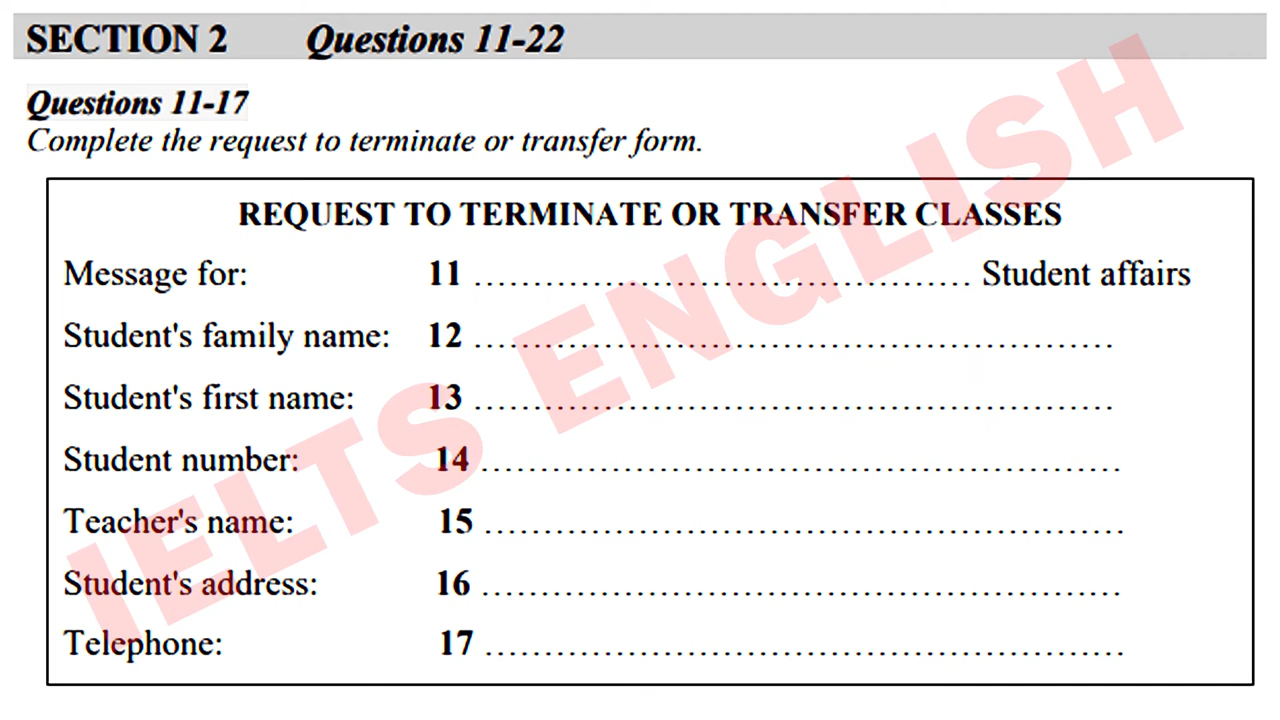 SECTION 2 Questions 11-22
Questions 11-17
Complete the request to terminate or transfer form.
REQUEST TO TERMINATE OR TRANSFER CLASSES
Message for: 11 ................................................ Student affairs
Student's family name: 12 ................................................
Student's first name: 13 ................................................
Student number: 14 ................................................
Teacher's name: 15 ................................................
Student's address: 16 ................................................
Telephone: 17 ................................................
IELTS ENGLISH